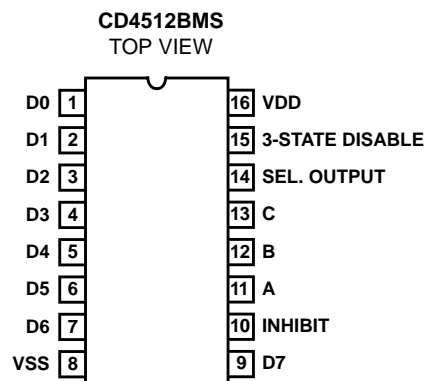 CD4512BMS
TOP VIEW
D0 1 16 VDD
D1 2 15 3-STATE DISABLE
D2 3 14 SEL. OUTPUT
D3 4 13 C
D4 5 12 B
D5 6 11 A
D6 7 10 INHIBIT
VSS 8 9 D7